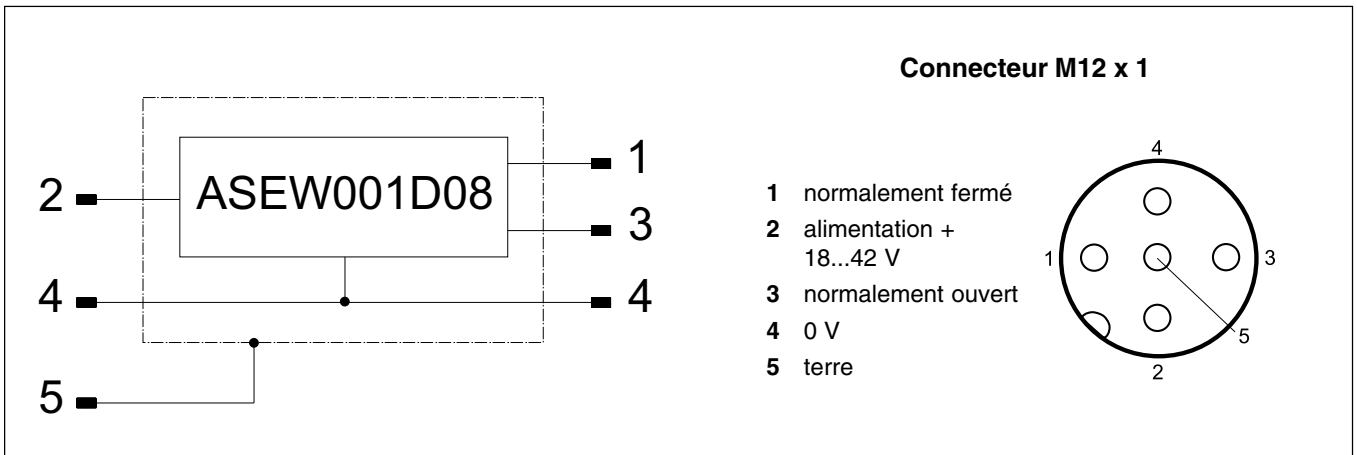 Connecteur M12 x 1
ASEW001D08
2
4
5
1
3
4
1 normalement fermé
2 alimentation +
18...42 V
3 normalement ouvert
4 0 V
5 terre
4
1
3
5
2